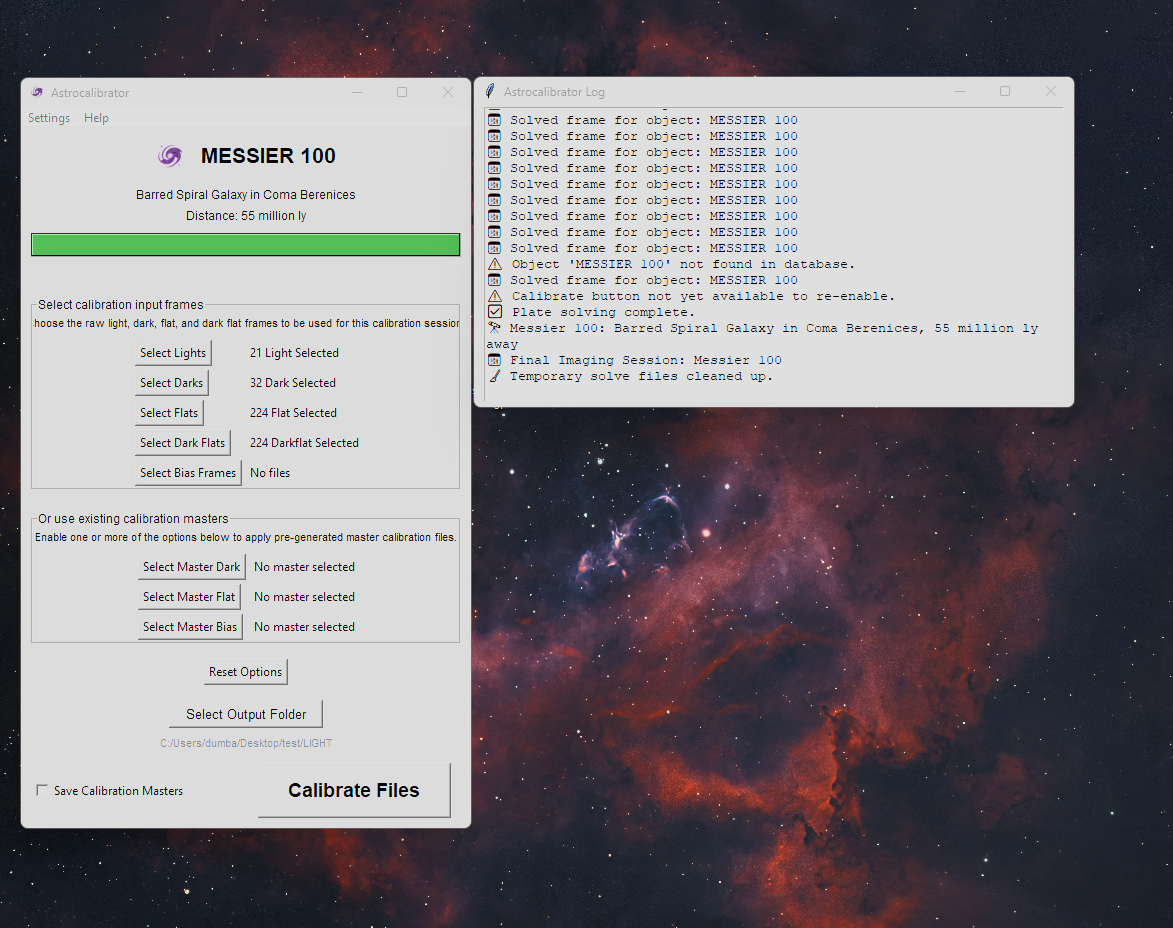 Astrocalibrator
Settings Help
MESSIER 100
Barred Spiral Galaxy in Coma Berenices
Distance: 55 million ly
Select calibration input frames
hoose the raw light, dark, flat, and dark flat frames to be used for this calibration session
Select Lights 21 Light Selected
Select Darks 32 Dark Selected
Select Flats 224 Flat Selected
Select Dark Flats 224 Darkflat Selected
Select Bias Frames No files
Or use existing calibration masters
Enable one or more of the options below to apply pre-generated master calibration files.
Select Master Dark No master selected
Select Master Flat No master selected
Select Master Bias No master selected
Reset Options
Select Output Folder
C:/Users/dumba/Desktop/test/LIGHT
Save Calibration Masters Calibrate Files
Astrocalibrator Log
Solved frame for object: MESSIER 100
Solved frame for object: MESSIER 100
Solved frame for object: MESSIER 100
Solved frame for object: MESSIER 100
Solved frame for object: MESSIER 100
Solved frame for object: MESSIER 100
Solved frame for object: MESSIER 100
Solved frame for object: MESSIER 100
Solved frame for object: MESSIER 100
Object 'MESSIER 100' not found in database.
Solved frame for object: MESSIER 100
Calibrate button not yet available to re-enable.
Plate solving complete.
Messier 100: Barred Spiral Galaxy in Coma Berenices, 55 million ly
away
Final Imaging Session: Messier 100
Temporary solve files cleaned up.